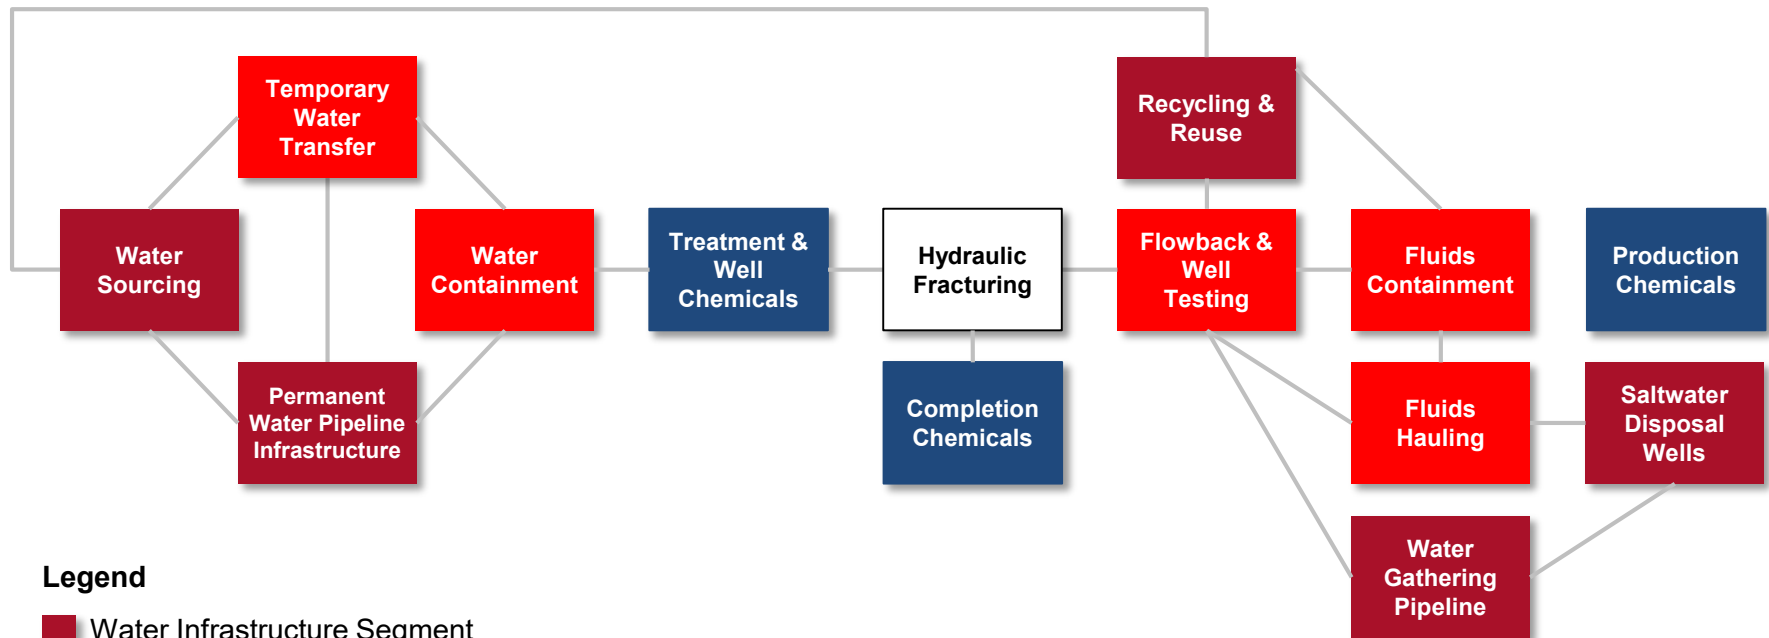 Temporary
Water
Transfer
Recycling &
Reuse
Water
Sourcing
Water
Containment
Treatment &
Well
Chemicals
Hydraulic
Fracturing
Flowback &
Well
Testing
Fluids
Containment
Production
Chemicals
Permanent
Water Pipeline
Infrastructure
Completion
Chemicals
Fluids
Hauling
Saltwater
Disposal
Wells
Water
Gathering
Pipeline
Legend
Water Infrastructure Segment